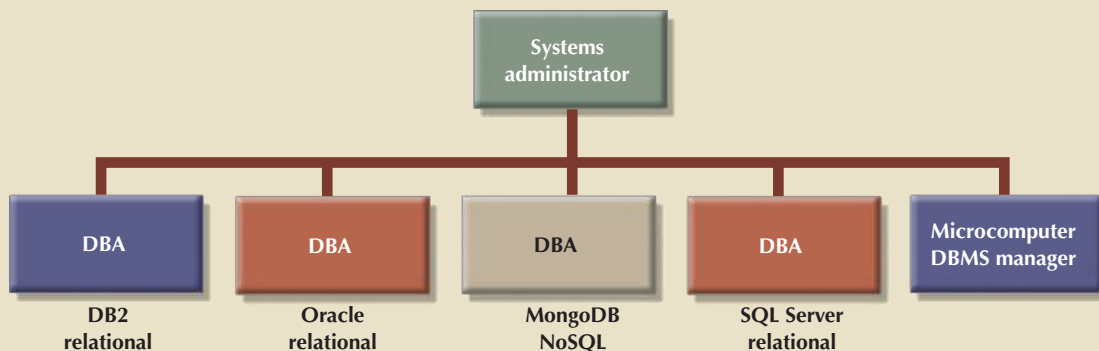 Systems
administrator
DBA
DBA
DBA
DBA
Microcomputer
DBMS manager
DB2
relational
Oracle
relational
MongoDB
NoSQL
SQL Server
relational